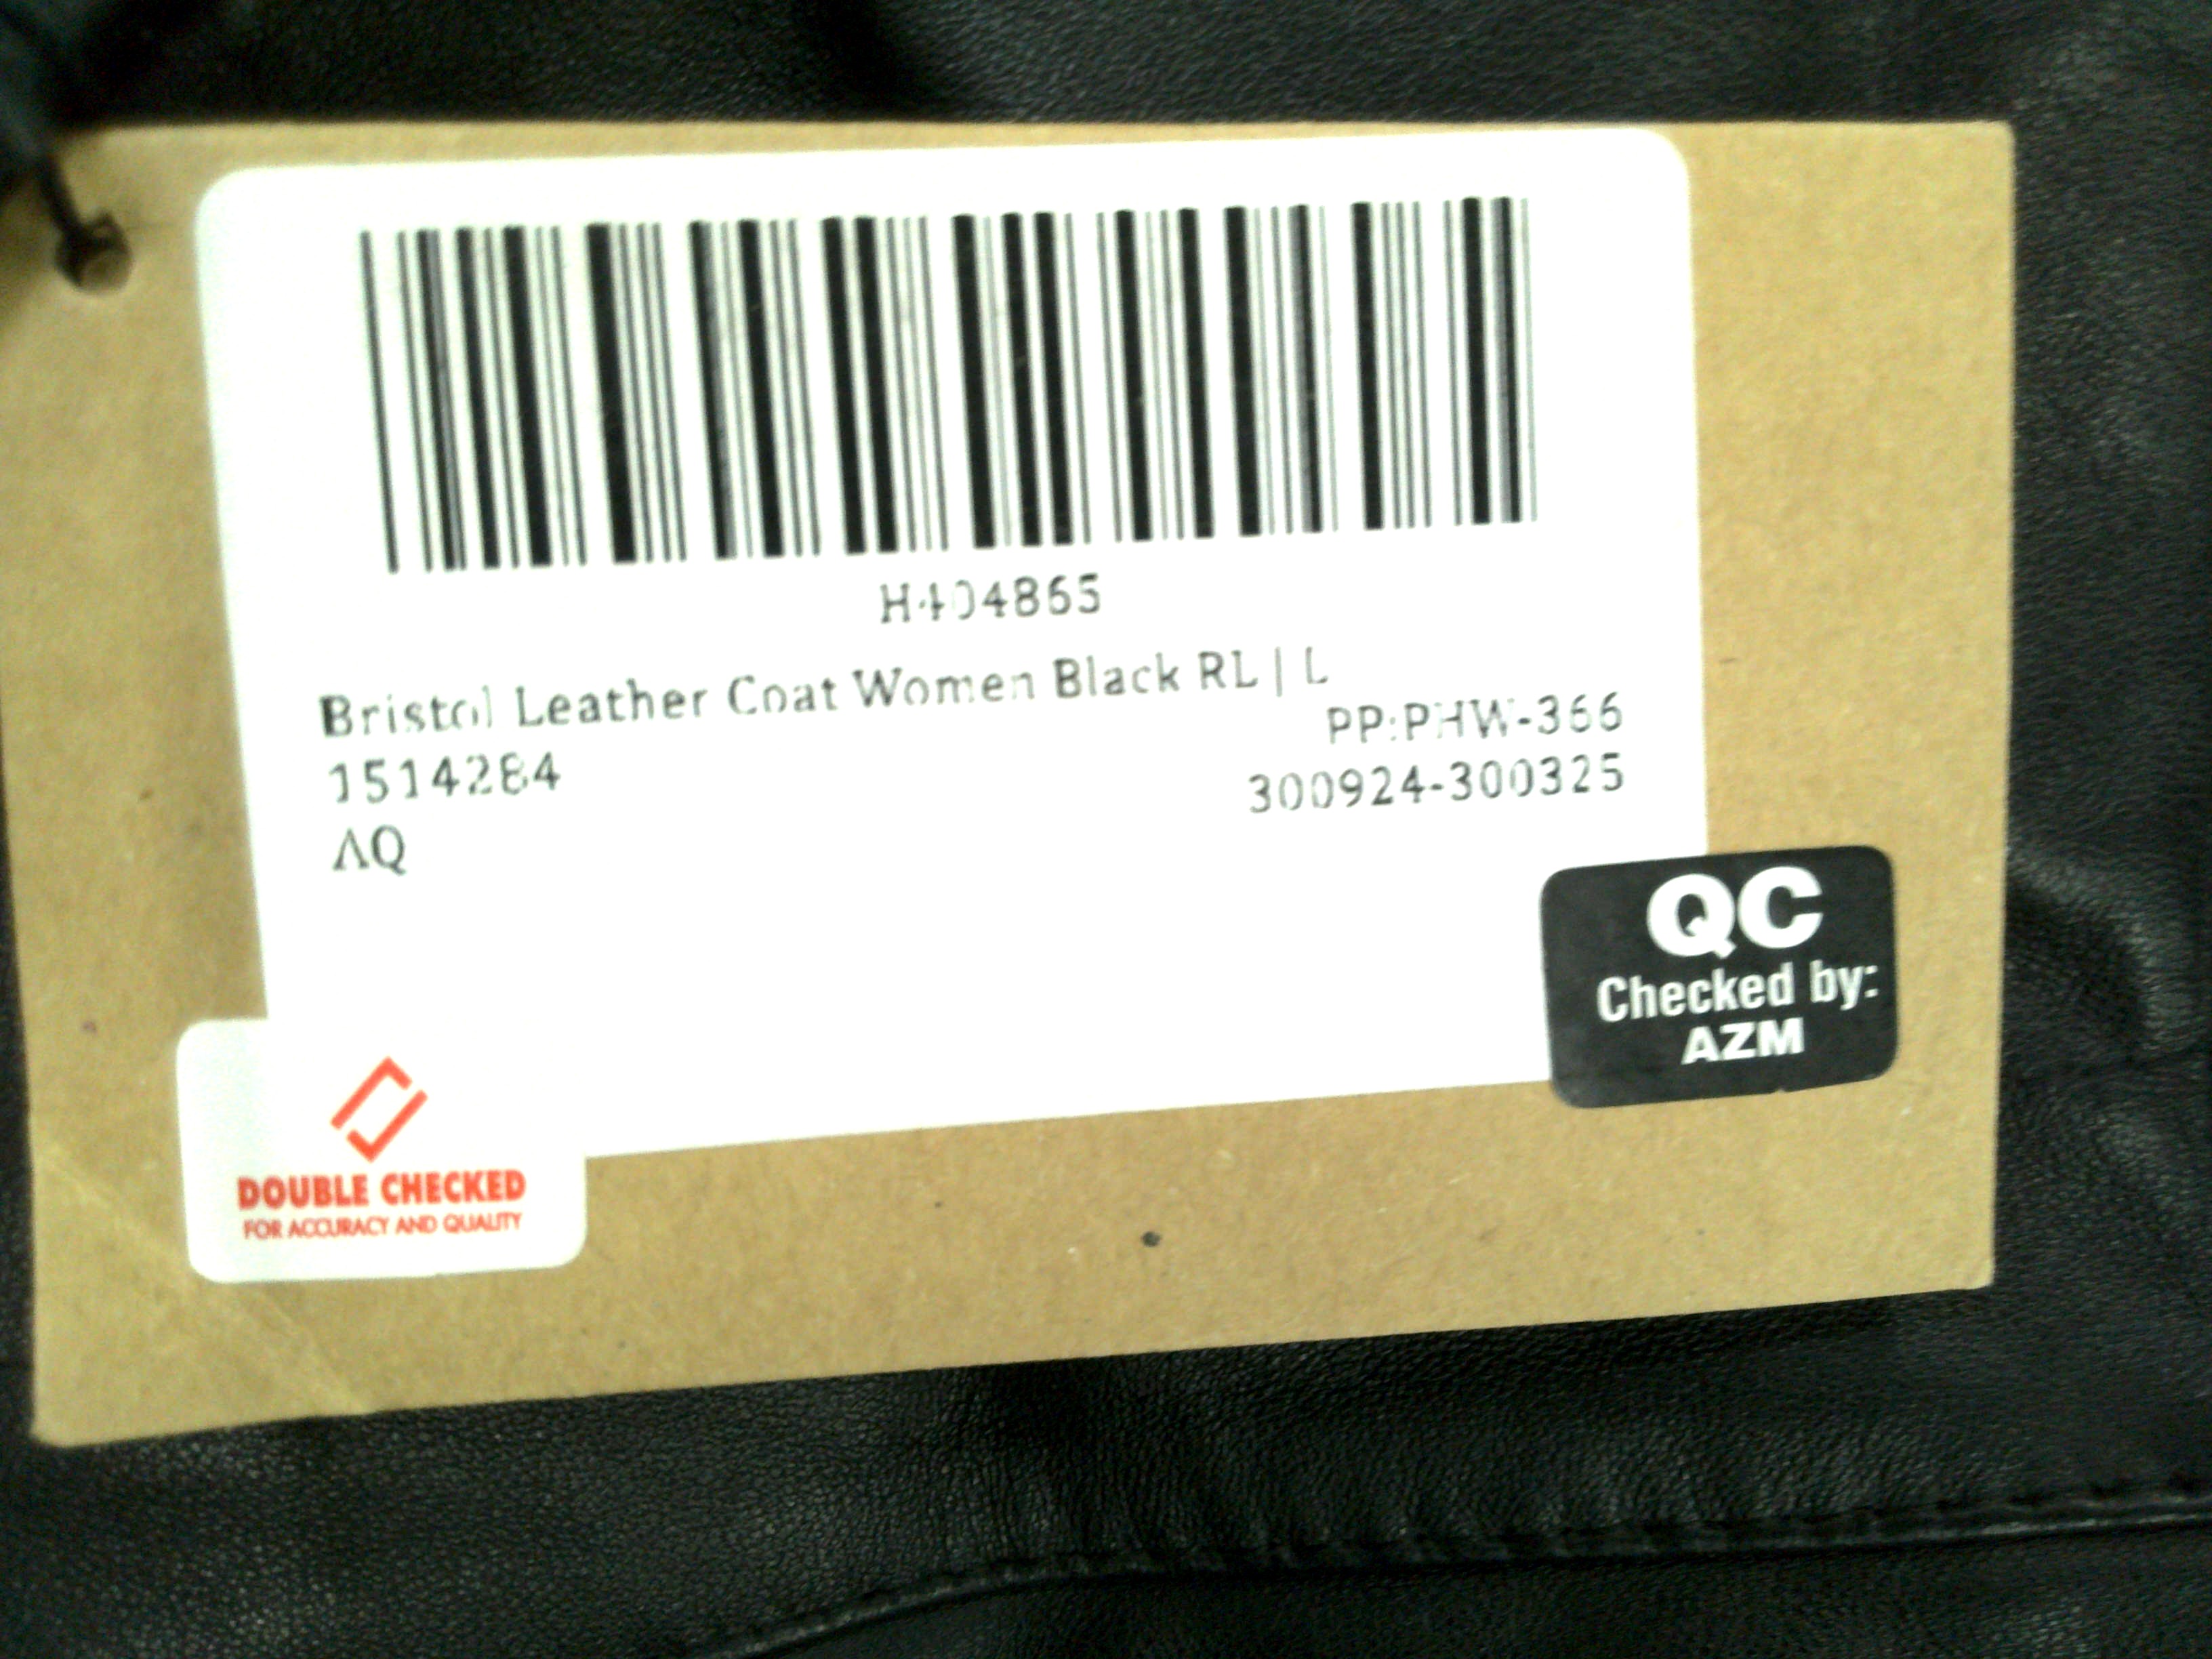 H404865
Bristol Leather Coat Women Black RL | L
PP:PHW-366
1514284
300924-300325
AQ
QC
Checked by:
AZM
DOUBLE CHECKED
FOR ACCURACY AND QUALITY